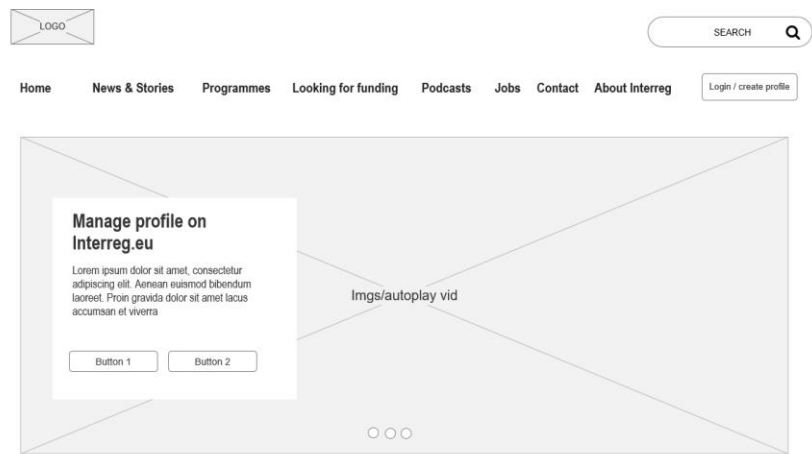 LOGO
SEARCH
Home News & Stories Programmes Looking for funding Podcasts Jobs Contact About Interreg Login / create profile
Manage profile on
Interreg.eu
Lorem ipsum dolor sit amet, consectetur
adipiscing elit. Aenean euismod bibendum
laoreet. Proin gravida dolor sit amet lacus
accumsan et viverra
Imgs/autoplay vid
Button 1 Button 2